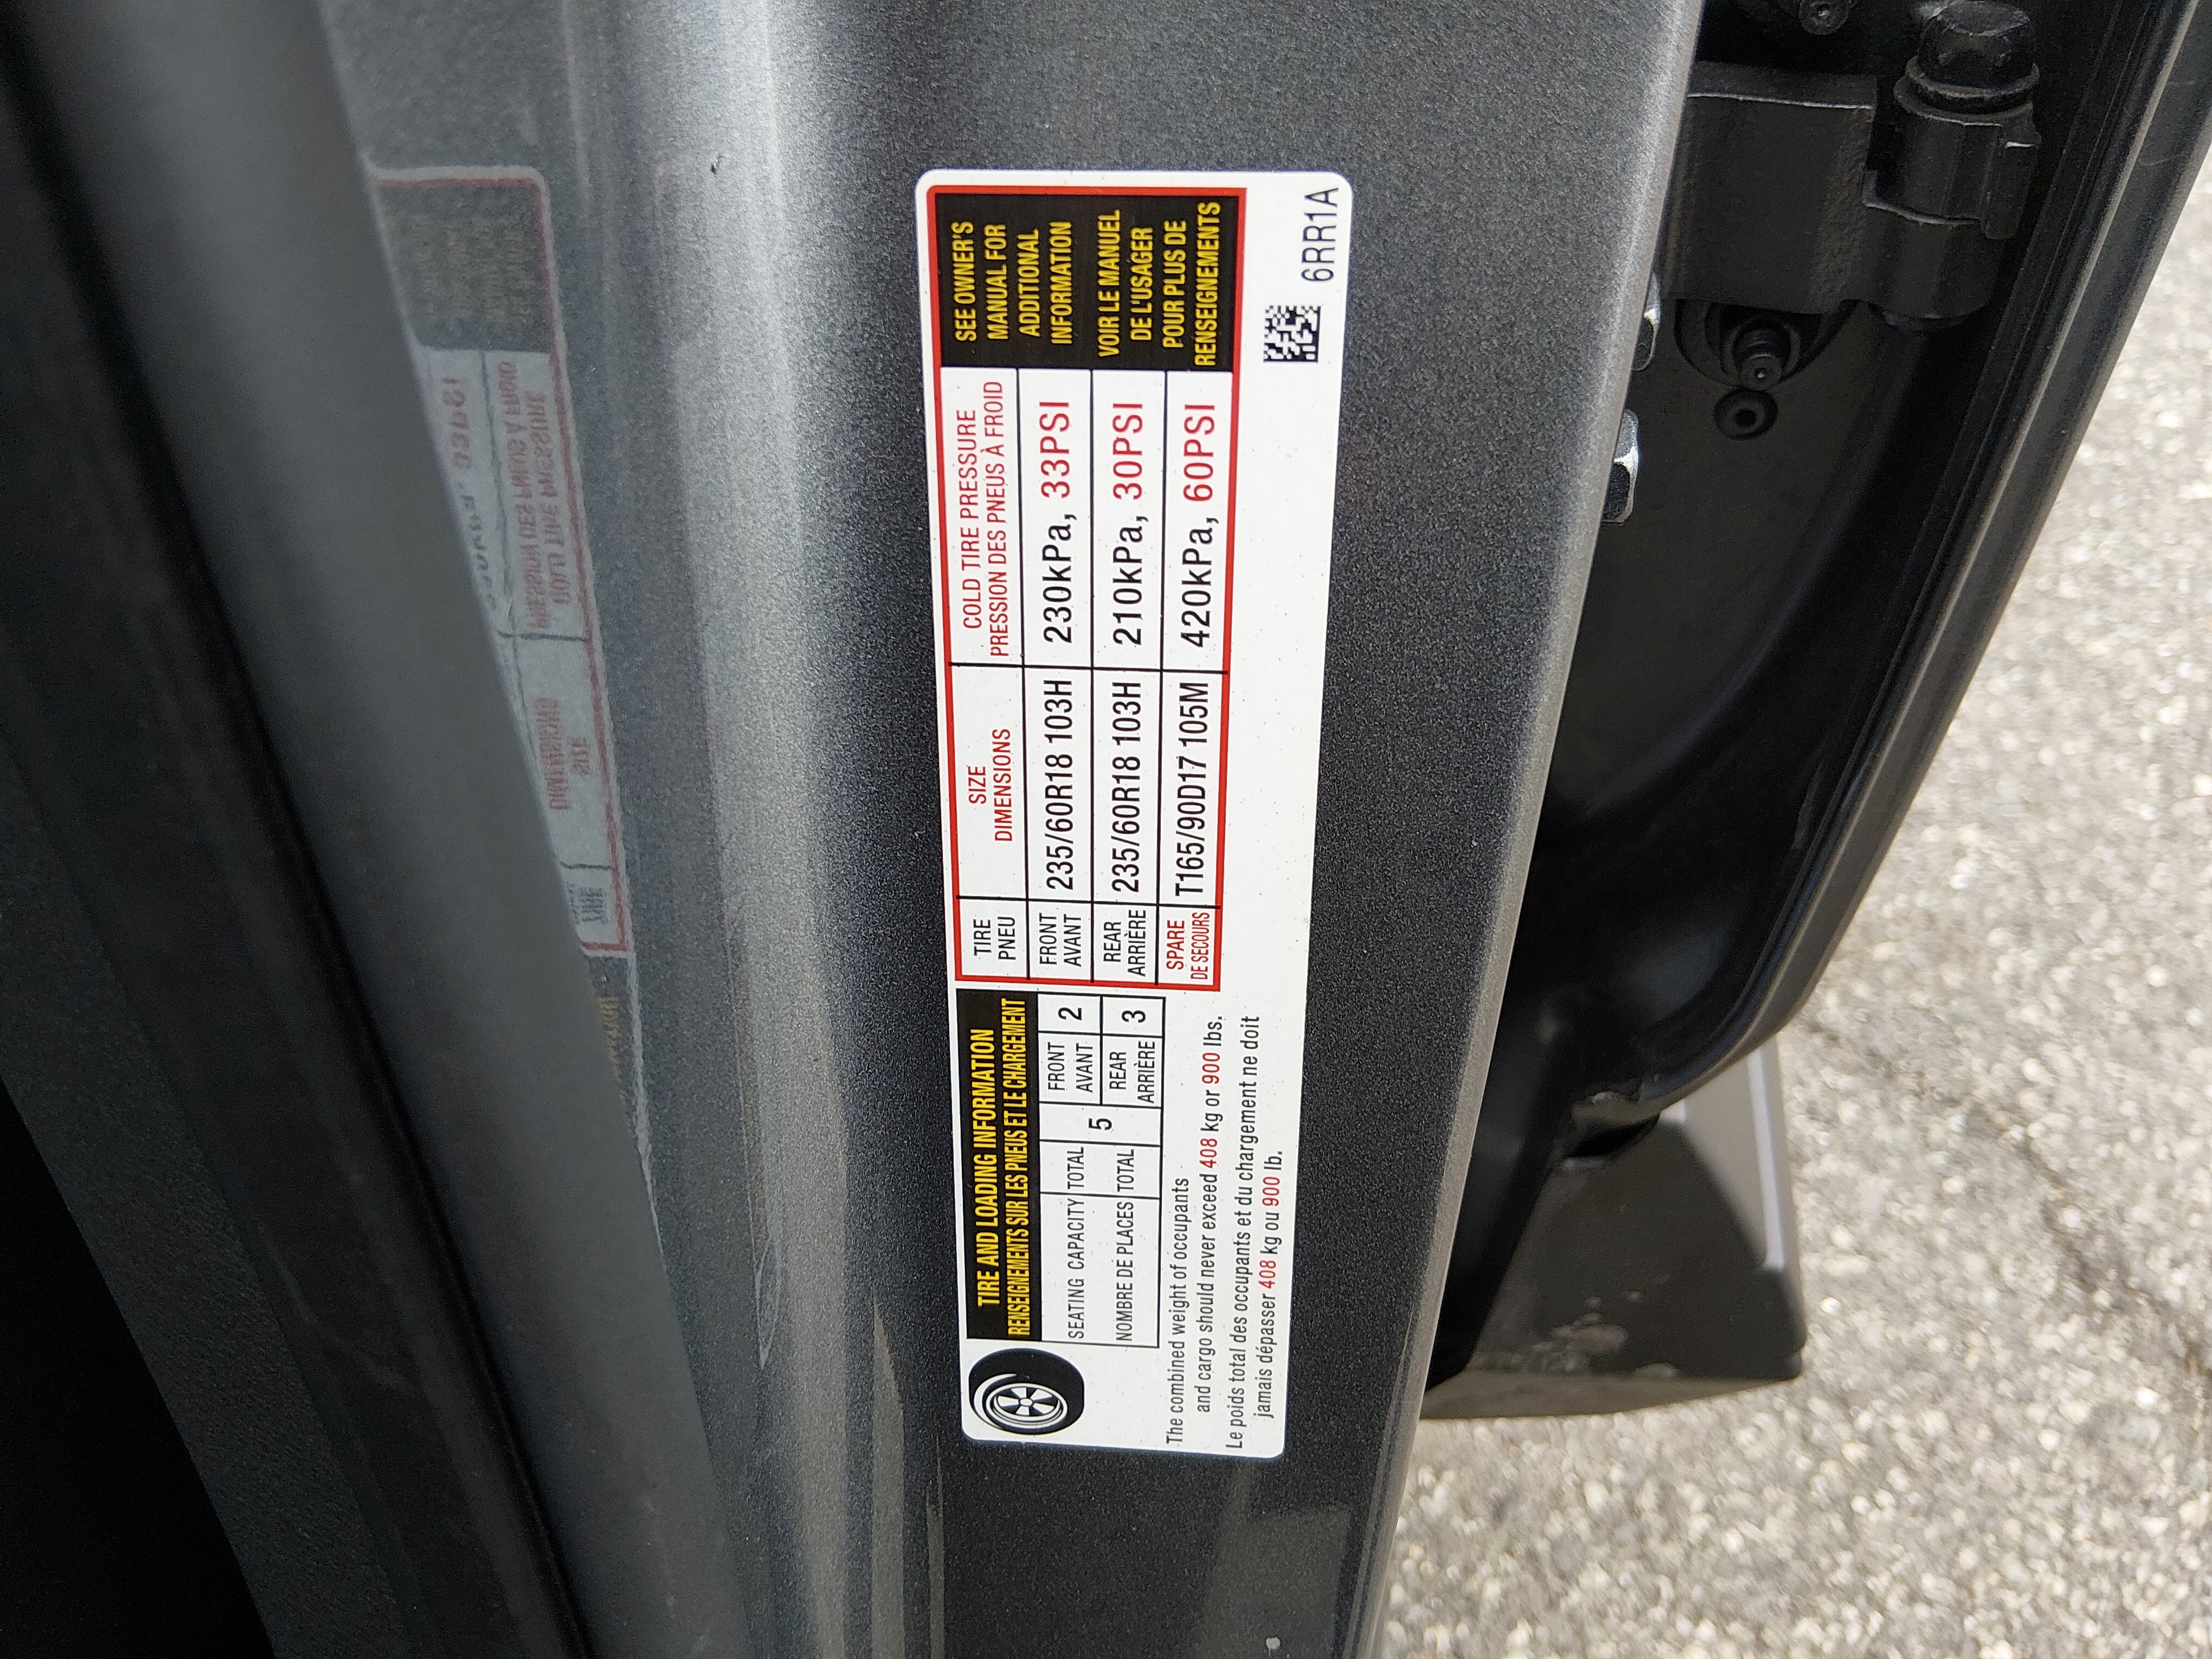 TIRE AND LOADING INFORMATION
RENSEIGNEMENTS SUR LES PNEUS ET LE CHARGEMENT
SEATING CAPACITY
NOMBRE DE PLACES
TOTAL
TOTAL
5
FRONT
AVANT
2
REAR
ARRIÈRE
3
The combined weight of occupants
and cargo should never exceed 408 kg or 900 lbs.
Le poids total des occupants et du chargement ne doit
jamais dépasser 408 kg ou 900 lb.
TIRE
PNEU
SIZE
DIMENSIONS
COLD TIRE PRESSURE
PRESSION DES PNEUS À FROID
FRONT
AVANT
235/60R18 103H
230kPa, 33PSI
REAR
ARRIÈRE
235/60R18 103H
210kPa, 30PSI
SPARE
DE SECOURS
T165/90D17 105M
420kPa, 60PSI
SEE OWNER'S
MANUAL FOR
ADDITIONAL
INFORMATION
VOIR LE MANUEL
DE L'USAGER
POUR PLUS DE
RENSEIGNEMENTS
6RR1A